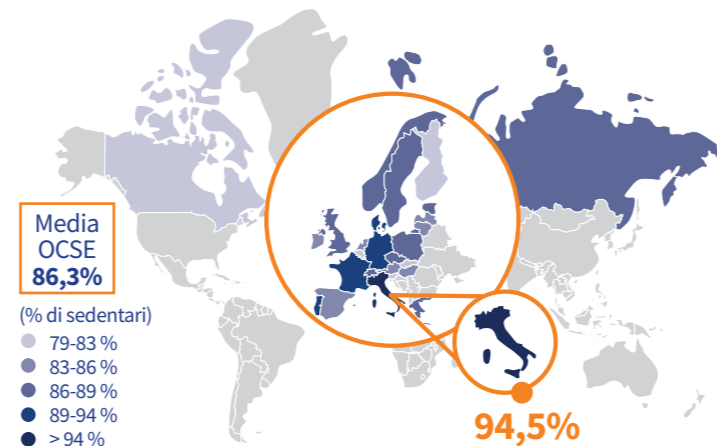 Media
OCSE
86,3%
(% di sedentari)
79-83 %
83-86 %
86-89 %
89-94 %
> 94 %
94,5%